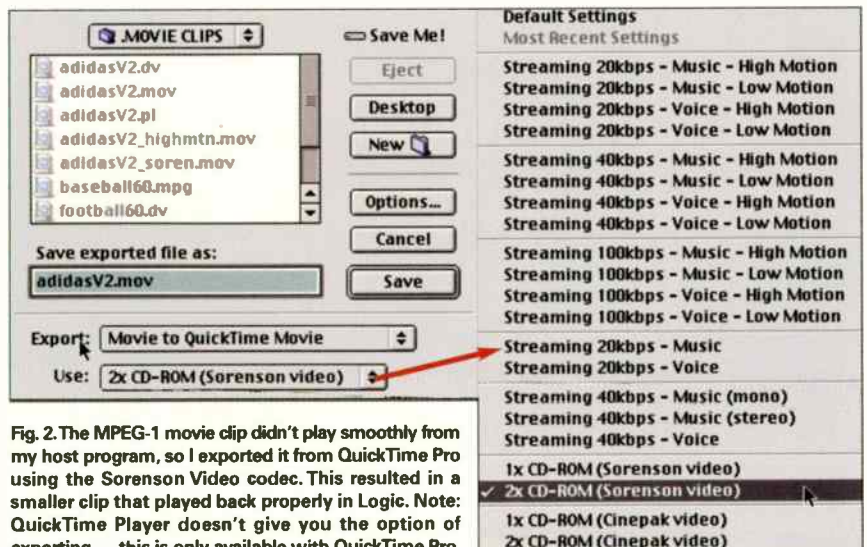 .MOVIE CLIPS
adidasV2.dv
adidasV2.mov
adidasV2.pl
adidasV2_highmtn.mov
adidasV2_soren.mov
baseball60.mpg
football60.dv
Save Me!
Eject
Desktop
New
Options...
Cancel
Save
Save exported file as:
adidasV2.mov
Export: Movie to QuickTime Movie
Use: 2x CD-ROM (Sorenson video)
Default Settings
Most Recent Settings
Streaming 20kbps - Music - High Motion
Streaming 20kbps - Music - Low Motion
Streaming 20kbps - Voice - High Motion
Streaming 20kbps - Voice - Low Motion
Streaming 40kbps - Music - High Motion
Streaming 40kbps - Music - Low Motion
Streaming 40kbps - Voice - High Motion
Streaming 40kbps - Voice - Low Motion
Streaming 100kbps - Music - High Motion
Streaming 100kbps - Music - Low Motion
Streaming 100kbps - Voice - High Motion
Streaming 100kbps - Voice - Low Motion
Streaming 20kbps - Music
Streaming 20kbps - Voice
Streaming 40kbps - Music (mono)
Streaming 40kbps - Music (stereo)
Streaming 40kbps - Voice
1x CD-ROM (Sorenson video)
✓ 2x CD-ROM (Sorenson video)
1x CD-ROM (Cinepak video)
2x CD-ROM (Cinepak video)
Fig. 2. The MPEG-1 movie clip didn't play smoothly from
my host program, so I exported it from QuickTime Pro
using the Sorenson Video codec. This resulted in a
smaller clip that played back properly in Logic. Note:
QuickTime Player doesn't give you the option of
exporting — this is only available with QuickTime Pro.